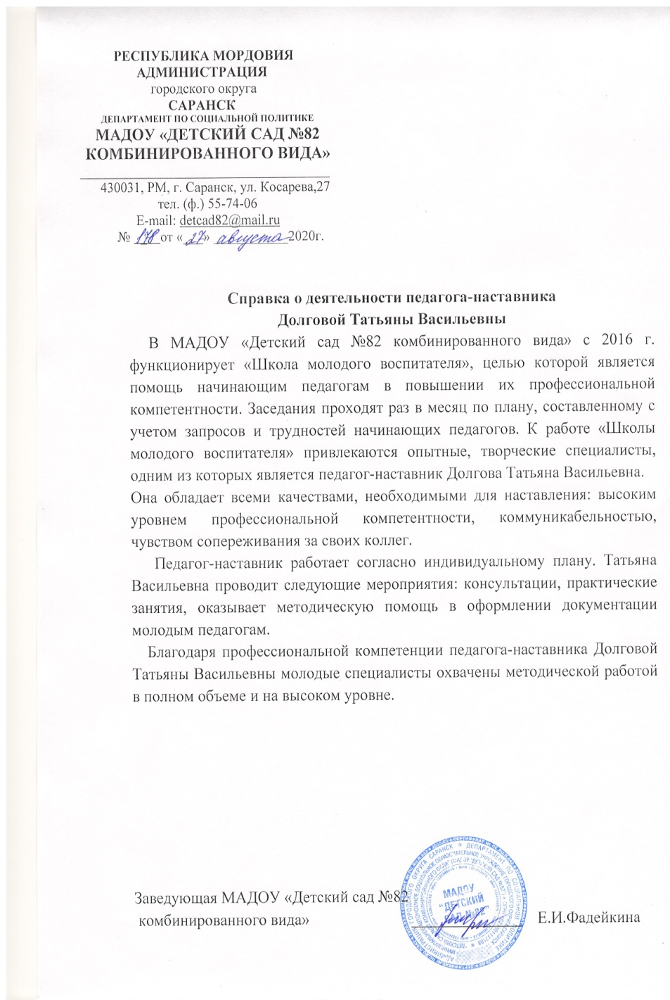 РЕСПУБЛИКА МОРДОВИЯ
АДМИНИСТРАЦИЯ
городского округа
САРАНСК
ДЕПАРТАМЕНТ ПО СОЦИАЛЬНОЙ ПОЛИТИКЕ
МАДОУ «ДЕТСКИЙ САД №82
КОМБИНИРОВАННОГО ВИДА»
430031, РМ, г. Саранск, ул. Косарева,27
тел. (ф.) 55-74-06
E-mail: detcad82@mail.ru
№ 178 от « 27» августа 2020г.
Справка о деятельности педагога-наставника
Долговой Татьяны Васильевны
В МАДОУ «Детский сад №82 комбинированного вида» с 2016 г.
функционирует «Школа молодого воспитателя», целью которой является
помощь начинающим педагогам в повышении их профессиональной
компетентности. Заседания проходят раз в месяц по плану, составленному с
учетом запросов и трудностей начинающих педагогов. К работе «Школы
молодого воспитателя» привлекаются опытные, творческие специалисты,
одним из которых является педагог-наставник Долгова Татьяна Васильевна.
Она обладает всеми качествами, необходимыми для наставления: высоким
уровнем профессиональной компетентности, коммуникабельностью,
чувством сопереживания за своих коллег.
Педагог-наставник работает согласно индивидуальному плану. Татьяна
Васильевна проводит следующие мероприятия: консультации, практические
занятия, оказывает методическую помощь в оформлении документации
молодым педагогам.
Благодаря профессиональной компетенции педагога-наставника Долговой
Татьяны Васильевны молодые специалисты охвачены методической работой
в полном объеме и на высоком уровне.
Заведующая МАДОУ «Детский сад №82
комбинированного вида» Е.И.Фадейкина
МАДОУ
"ДЕТСКИЙ
САД №82"